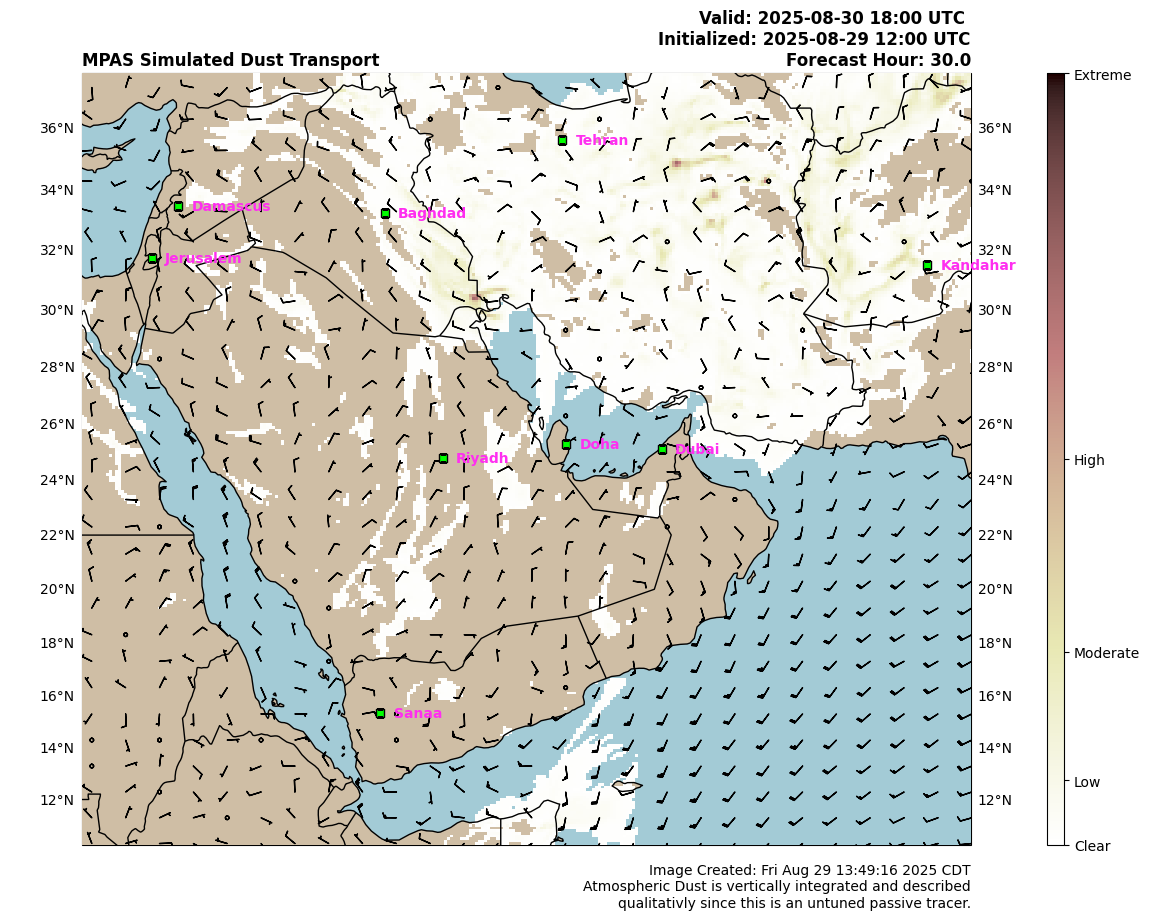 Valid: 2025-08-30 18:00 UTC
Initialized: 2025-08-29 12:00 UTC
MPAS Simulated Dust Transport Forecast Hour: 30.0
Extreme
36°N 36°N
Tehran
34°N 34°N
Damascus
Baghdad
32°N 32°N
Jerusalem
Kandahar
30°N 30°N
28°N 28°N
26°N 26°N
Doha
Dubai
Riyadh
High
24°N 24°N
22°N 22°N
20°N 20°N
18°N 18°N
Moderate
16°N 16°N
Sanaa
14°N 14°N
Low
12°N 12°N
Clear
Image Created: Fri Aug 29 13:49:16 2025 CDT
Atmospheric Dust is vertically integrated and described
qualitativly since this is an untuned passive tracer.